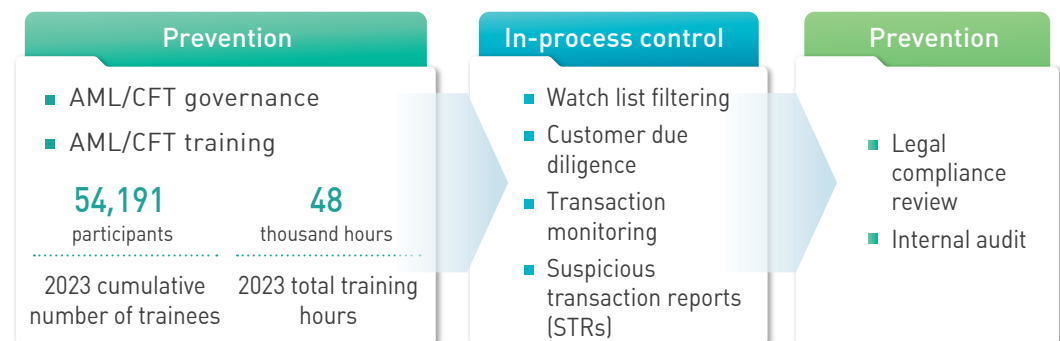 Prevention
AML/CFT governance
AML/CFT training
54,191
participants
2023 cumulative
number of trainees
48
thousand hours
2023 total training
hours
In-process control
Watch list filtering
Customer due
diligence
Transaction
monitoring
Suspicious
transaction reports
(STRs)
Prevention
Legal
compliance
review
Internal audit